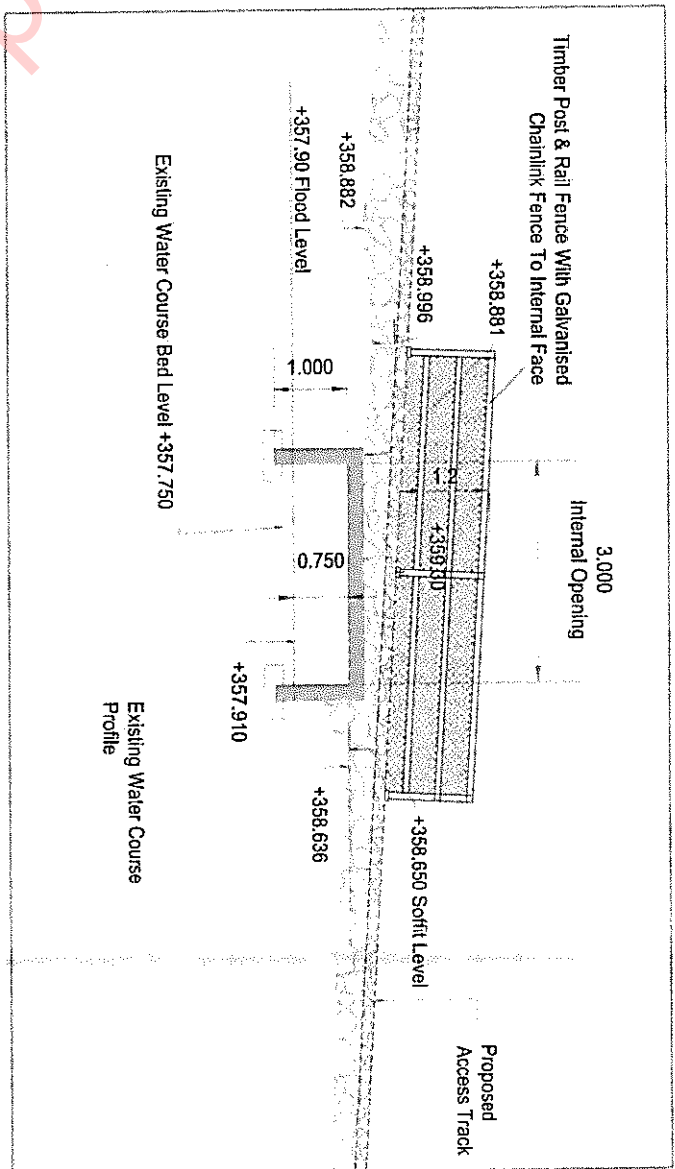 Timber Post & Rail Fence With Galvanised
Chainlink Fence To Internal Face
+358.881
+358.996
+358.882
+357.90 Flood Level
Existing Water Course Bed Level +357.750
3.000
Internal Opening
1.2
+359.30
1.000
0.750
+357.910
+358.636
+358.650 Soffit Level
Existing Water Course
Profile
Proposed
Access Track